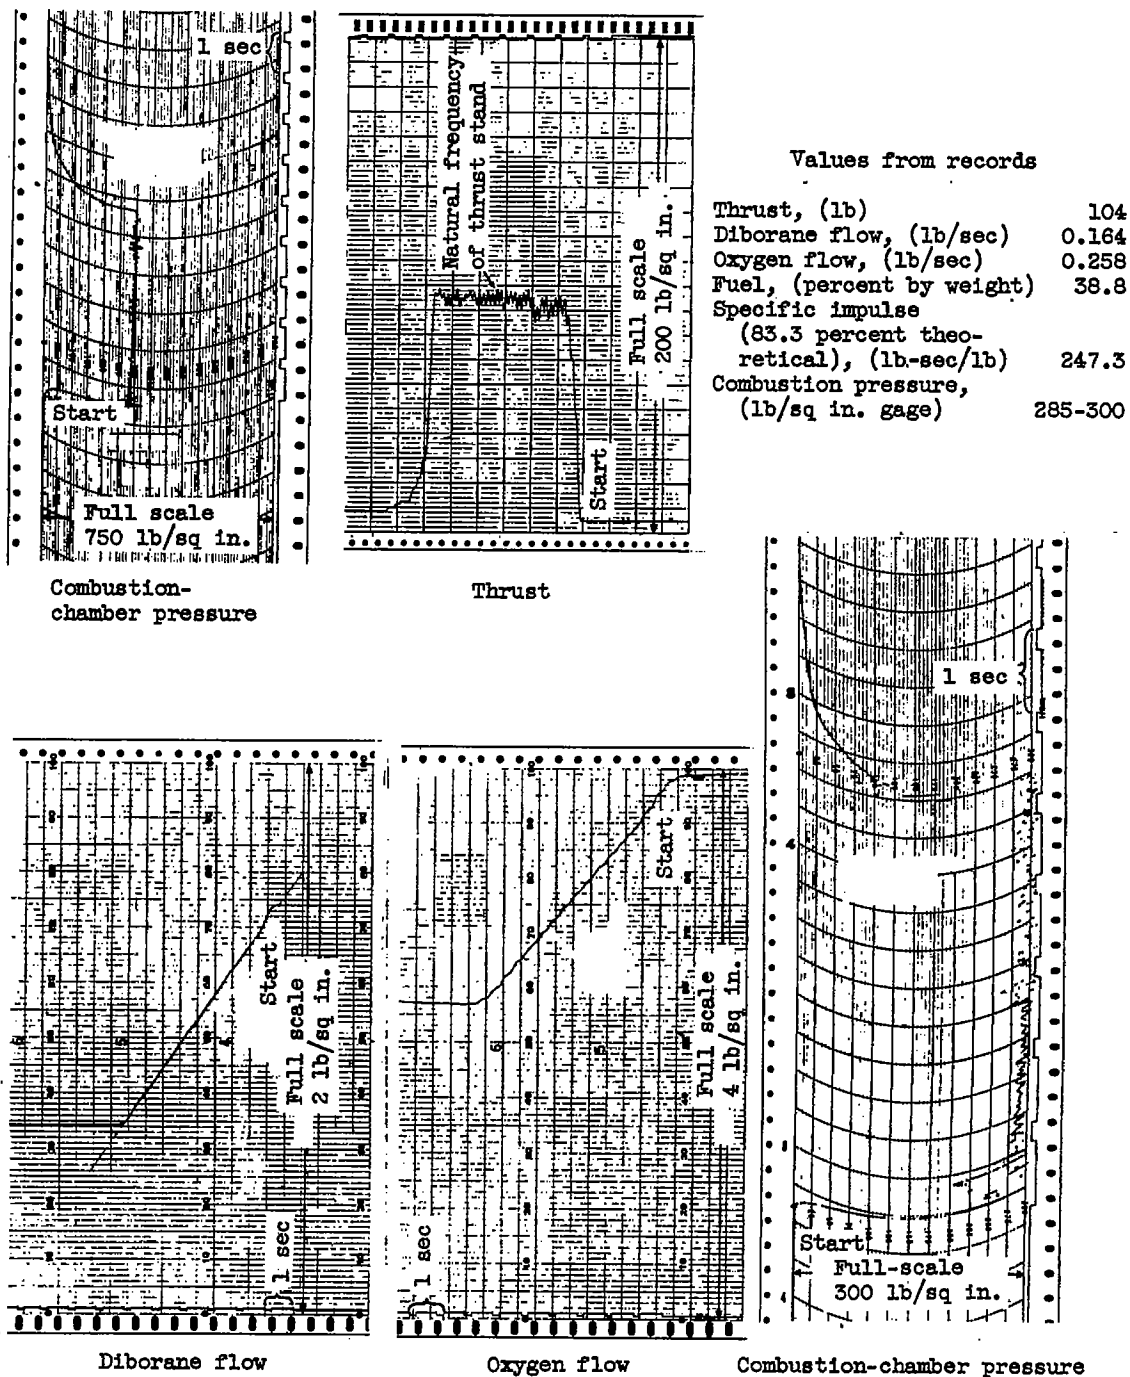 1 sec
Start
Full scale
750 lb/sq in.
Combustion-
chamber pressure
Natural frequency
of thrust stand
Full scale
200 lb/sq in.
Start
Thrust
Values from records
Thrust, (lb) 104
Diborane flow, (lb/sec) 0.164
Oxygen flow, (lb/sec) 0.258
Fuel, (percent by weight) 38.8
Specific impulse
(83.3 percent theo-
retical), (lb-sec/lb) 247.3
Combustion pressure,
(lb/sq in. gage) 285-300
Start
Full scale
2 lb/sq in.
1 sec
Diborane flow
Start
Full scale
4 lb/sq in.
1 sec
Oxygen flow
1 sec
4
Start
Full-scale
300 lb/sq in.
Combustion-chamber pressure